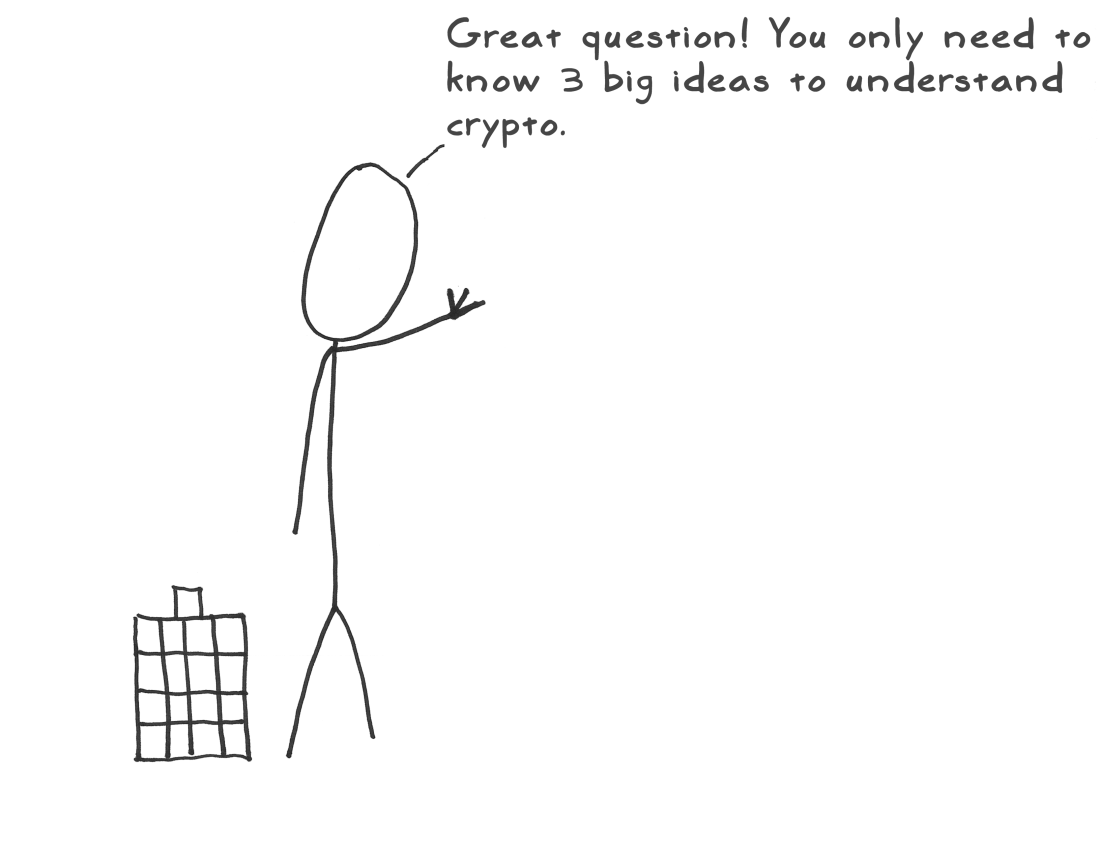 Great question! You only need to
know 3 big ideas to understand
crypto.